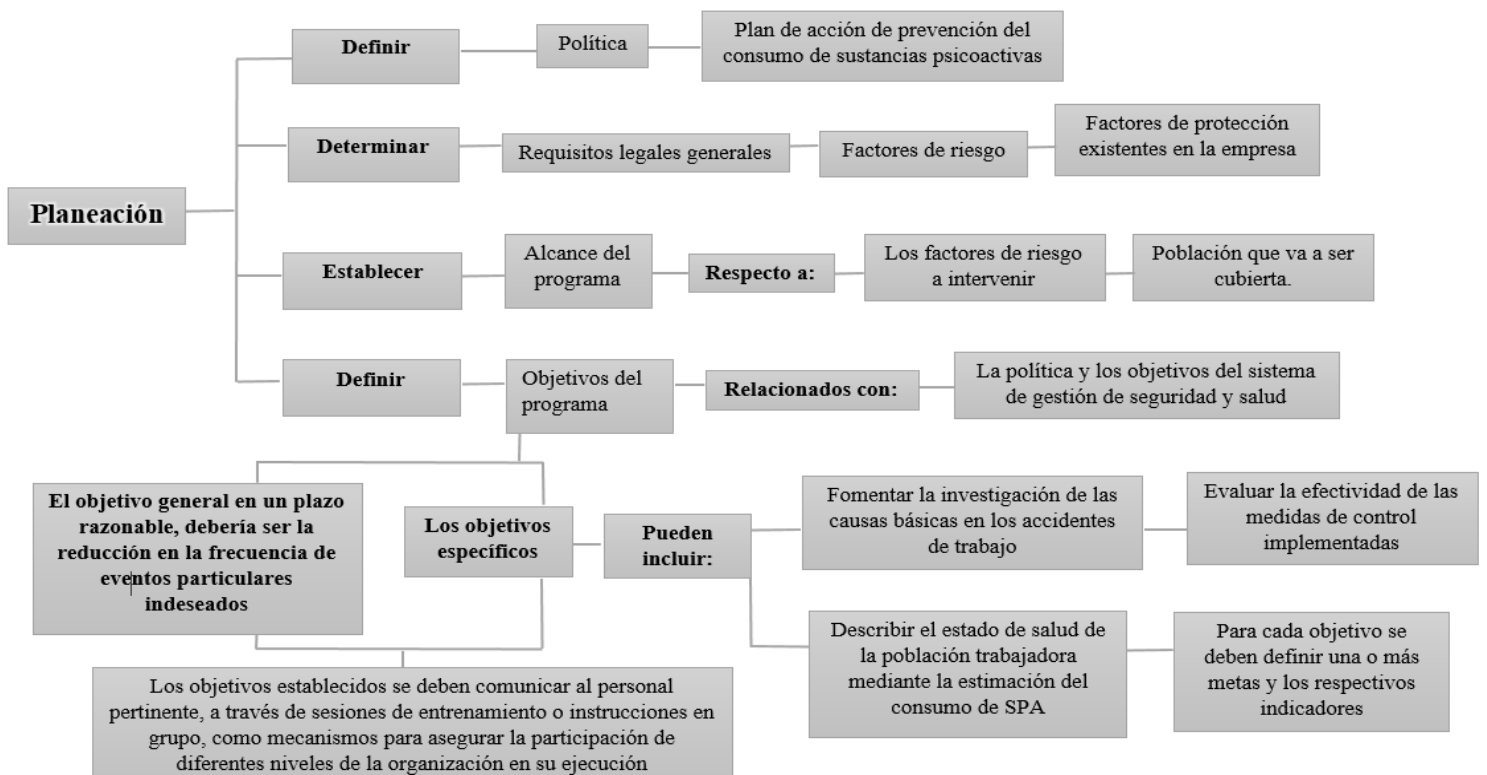 Planeación
Definir
Política
Plan de acción de prevención del
consumo de sustancias psicoactivas
Determinar
Requisitos legales generales
Factores de riesgo
Factores de protección
existentes en la empresa
Establecer
Alcance del
programa
Respecto a:
Los factores de riesgo
a intervenir
Población que va a ser
cubierta.
Definir
Objetivos del
programa
Relacionados con:
La política y los objetivos del sistema
de gestión de seguridad y salud
El objetivo general en un plazo
razonable, debería ser la
reducción en la frecuencia de
eventos particulares
indeseados
Los objetivos
específicos
Pueden
incluir:
Fomentar la investigación de las
causas básicas en los accidentes
de trabajo
Evaluar la efectividad de las
medidas de control
implementadas
Describir el estado de salud de
la población trabajadora
mediante la estimación del
consumo de SPA
Para cada objetivo se
deben definir una o más
metas y los respectivos
indicadores
Los objetivos establecidos se deben comunicar al personal
pertinente, a través de sesiones de entrenamiento o instrucciones en
grupo, como mecanismos para asegurar la participación de
diferentes niveles de la organización en su ejecución